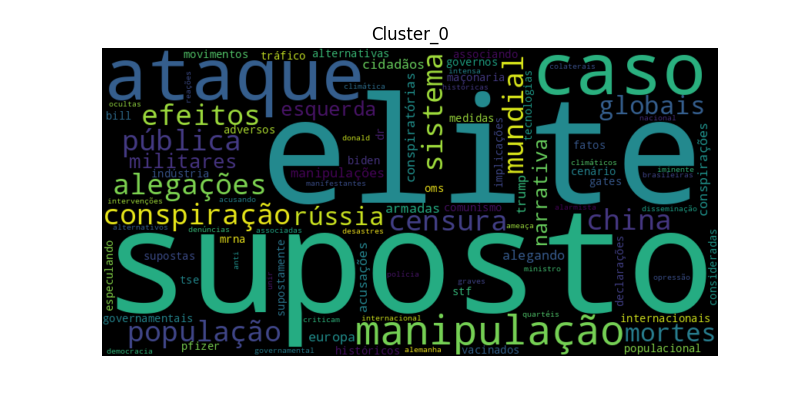 Cluster_0
movimentos
tráfico
alternativas
associando
ataque
cidadãos
governos
caso
climática
intensa
maçonaria
colaterais
reações
sistema
mundial
históricas
ocultas
efeitos
esquerda
conspiratórias
elite
tecnologias
globais
bill
medidas
nacional
adversos
dr
implicações
pública
donald
fatos
conspirações
militares
biden
narrativa
climáticos
iminente
indústria
manipulações
cenário
alegações
manifestantes
oms
trump
gates
brasileiras
intervenções
acusando
armadas
comunismo
alarmista
disseminação
conspiração
rússia
censura
china
alternativos
denúncias
associadas
desastres
ameaça
mrna
suposto
especulando
supostas
anti
supostamente
polícia
alegando
ministro
declarações
consideradas
tse
unir
acusações
graves
stf
opressão
governamentais
quartéis
internacionais
população
criticam
internacional
manipulação
mortes
pfizer
europa
democracia
governamental
históricos
alemanha
vacinados
populacional